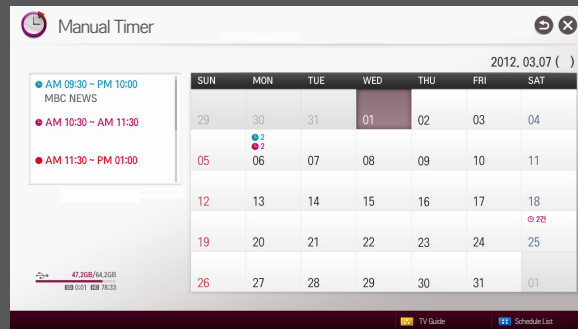 Manual Timer
2012. 03.07 ( )
AM 09:30 ~ PM 10:00
MBC NEWS
AM 10:30 ~ AM 11:30
AM 11:30 ~ PM 01:00
SUN MON TUE WED THU FRI SAT
29 30 31 01 02 03 04
2
2
05 06 07 08 09 10 11
12 13 14 15 16 17 18
2건
19 20 21 22 23 24 25
26 27 28 29 30 31 01
47.2GB/64.2GB
SD 0:01 HD 78:33
TV Guide Schedule List